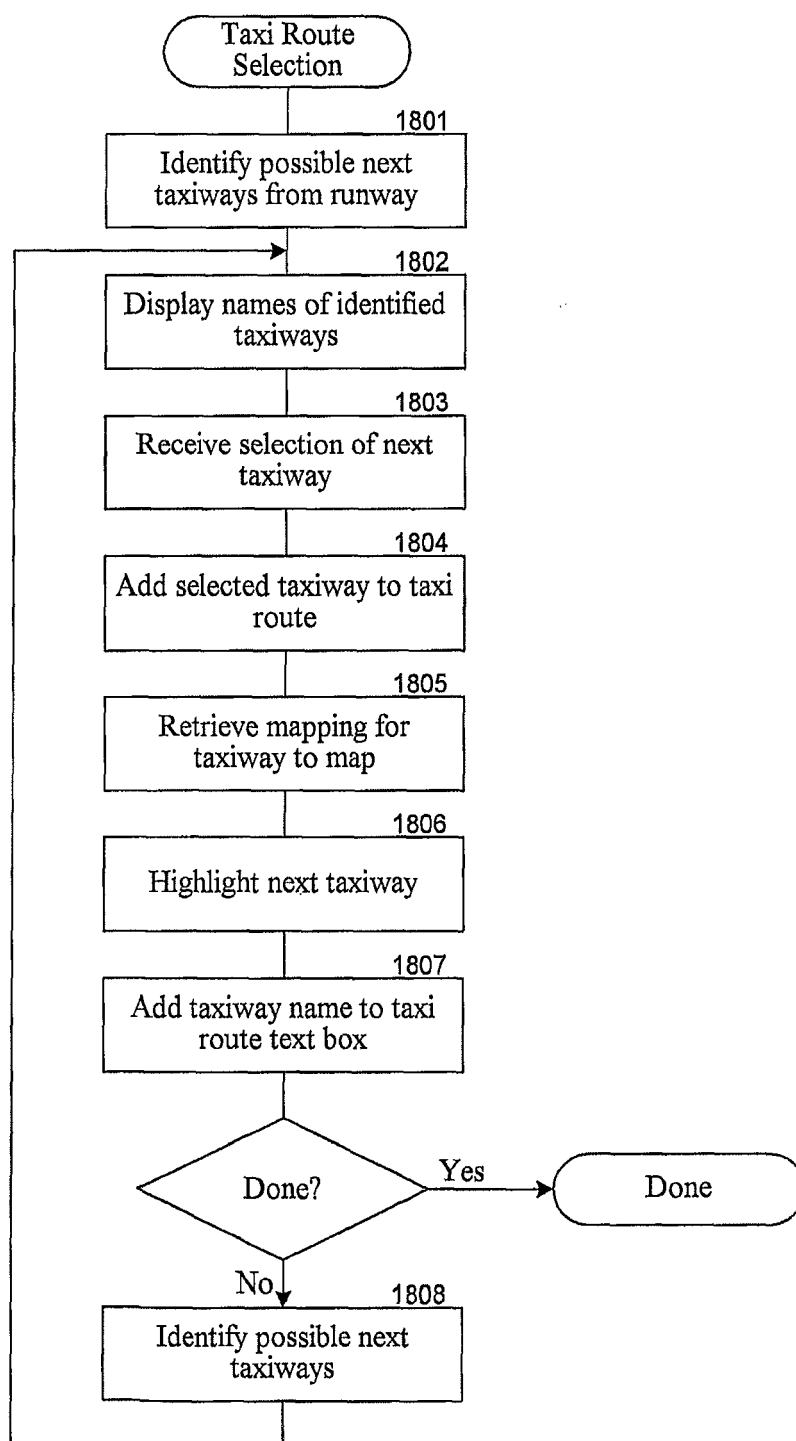 Taxi Route
Selection
1801
Identify possible next
taxiways from runway
1802
Display names of identified
taxiways
1803
Receive selection of next
taxiway
1804
Add selected taxiway to taxi
route
1805
Retrieve mapping for
taxiway to map
1806
Highlight next taxiway
1807
Add taxiway name to taxi
route text box
Done?
Yes
Done
No
1808
Identify possible next
taxiways